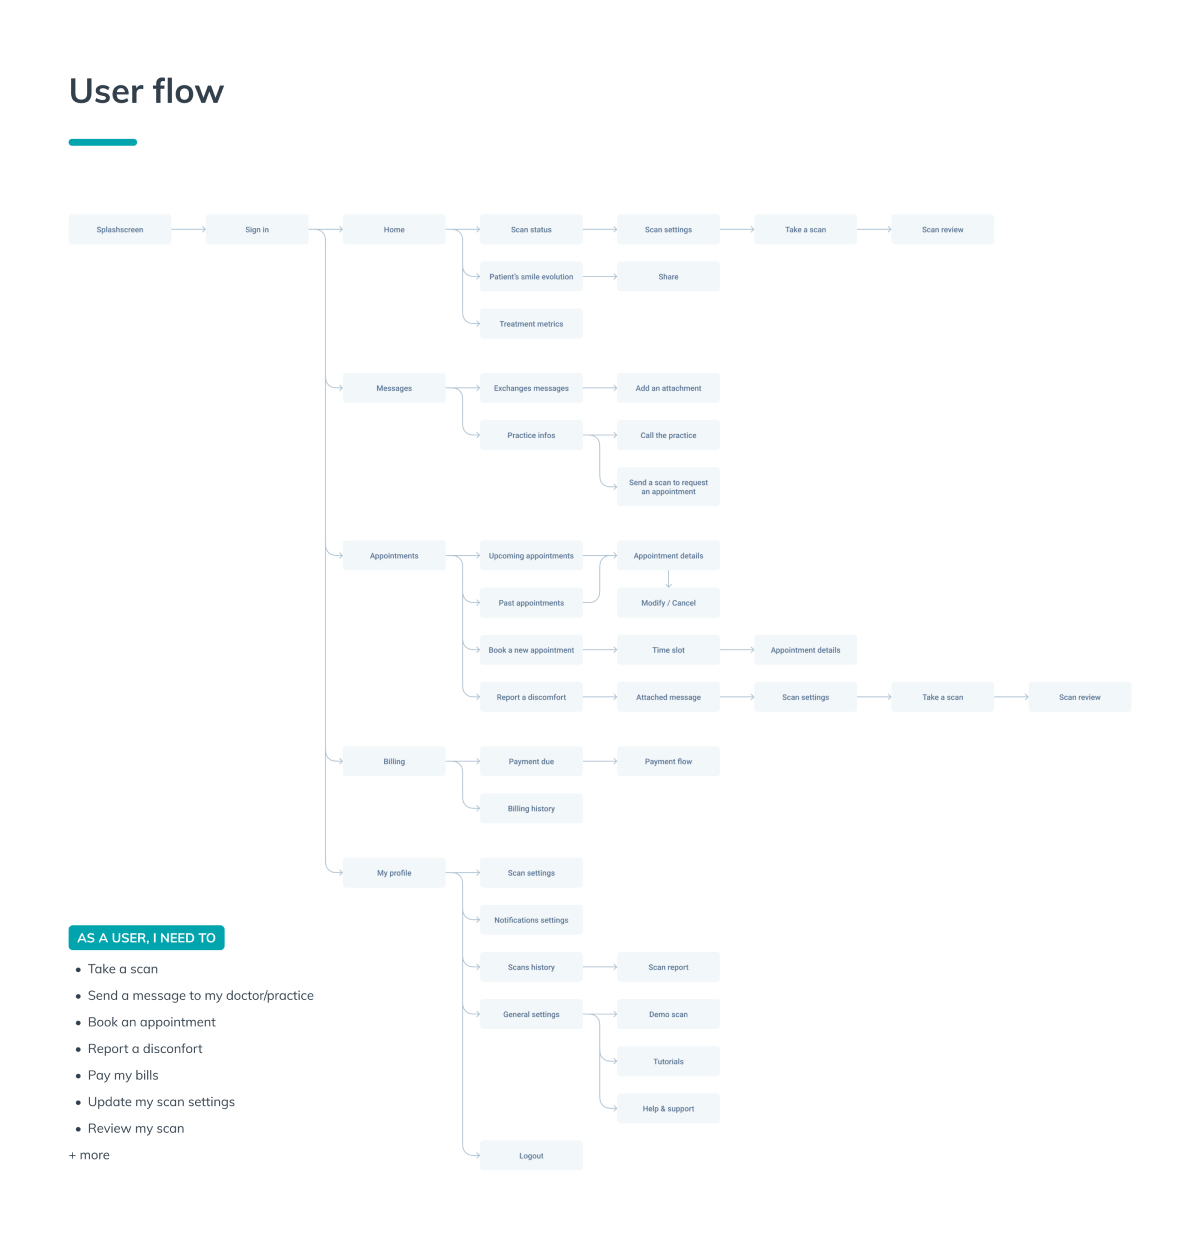 User flow
Splashscreen
Sign in
Home
Scan status
Scan settings
Take a scan
Scan review
Patient's smile evolution
Share
Treatment metrics
Messages
Exchanges messages
Add an attachment
Practice infos
Call the practice
Send a scan to request
an appointment
Appointments
Upcoming appointments
Appointment details
Past appointments
Modify / Cancel
Book a new appointment
Time slot
Appointment details
Report a discomfort
Attached message
Scan settings
Take a scan
Scan review
Billing
Payment due
Payment flow
Billing history
My profile
Scan settings
Notifications settings
Scans history
Scan report
General settings
Demo scan
Tutorials
Help & support
Logout
AS A USER, I NEED TO
• Take a scan
• Send a message to my doctor/practice
• Book an appointment
• Report a disconfort
• Pay my bills
• Update my scan settings
• Review my scan
+ more